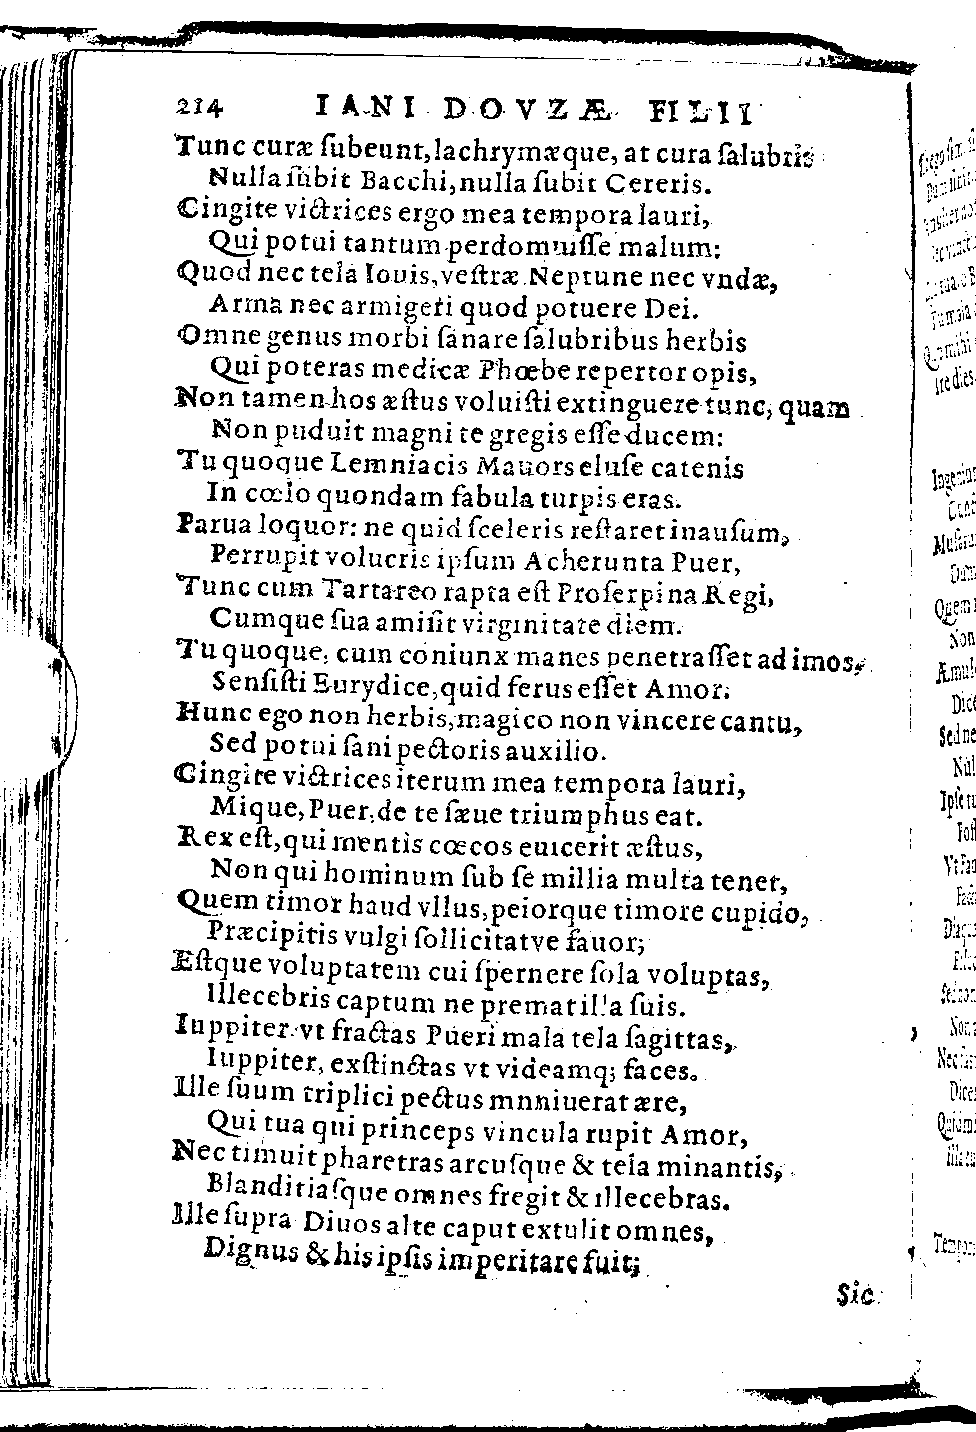 214 IANI DOVZÆ FILII
Tunc curæ ſubeunt, lachrymæque, at cura ſalubris
Nulla ſubit Bacchi, nulla ſubit Cereris.
Cingite victrices ergo mea tempora lauri,
Qui potui tantum perdomuiſſe malum:
Quod nec tela Iouis, veſtræ Neptune nec vndæ,
Arma nec armigeri quod potuere Dei.
Omne genus morbi ſanare ſalubribus herbis
Qui poteras medicæ Phœbe repertor opis,
Non tamen hos æſtus voluiſti extinguere tunc, quam
Non puduit magni te gregis eſſe ducem:
Tu quoque Lemniacis Mauors eluſe catenis
In cœlo quondam fabula turpis eras.
Parua loquor: ne quid ſceleris reſtaret inauſum,
Perrupit volucris ipſum Acherunta Puer,
Tunc cum Tartareo rapta eſt Proſerpina Regi,
Cumque ſua amiſit virginitate diem.
Tu quoque, cum coniunx manes penetraſſet ad imos,
Senſiſti Eurydice, quid ferus eſſet Amor.
Hunc ego non herbis, magico non vincere cantu,
Sed potui ſani pectoris auxilio.
Cingite victrices iterum mea tempora lauri,
Mique, Puer, de te ſæue triumphus eat.
Rex eſt, qui mentis cœcos euicerit æſtus,
Non qui hominum ſub ſe millia multa tenet,
Quem timor haud vllus, peiorque timore cupido,
Præcipitis vulgi ſollicitatve fauor;
Eſtque voluptatem cui ſpernere ſola voluptas,
Illecebris captum ne premat illa ſuis.
Iuppiter vt fractas Pueri mala tela ſagittas,
Iuppiter, exſtinctas vt videamq; faces.
Ille ſuum triplici pectus mnniuerat ære,
Qui tua qui princeps vincula rupit Amor,
Nec timuit pharetras arcuſque & tela minantis,
Blanditiaſque omnes fregit & illecebras.
Ille ſupra Diuos alte caput extulit omnes,
Dignus & his ipſis imperitare fuit;
Sic